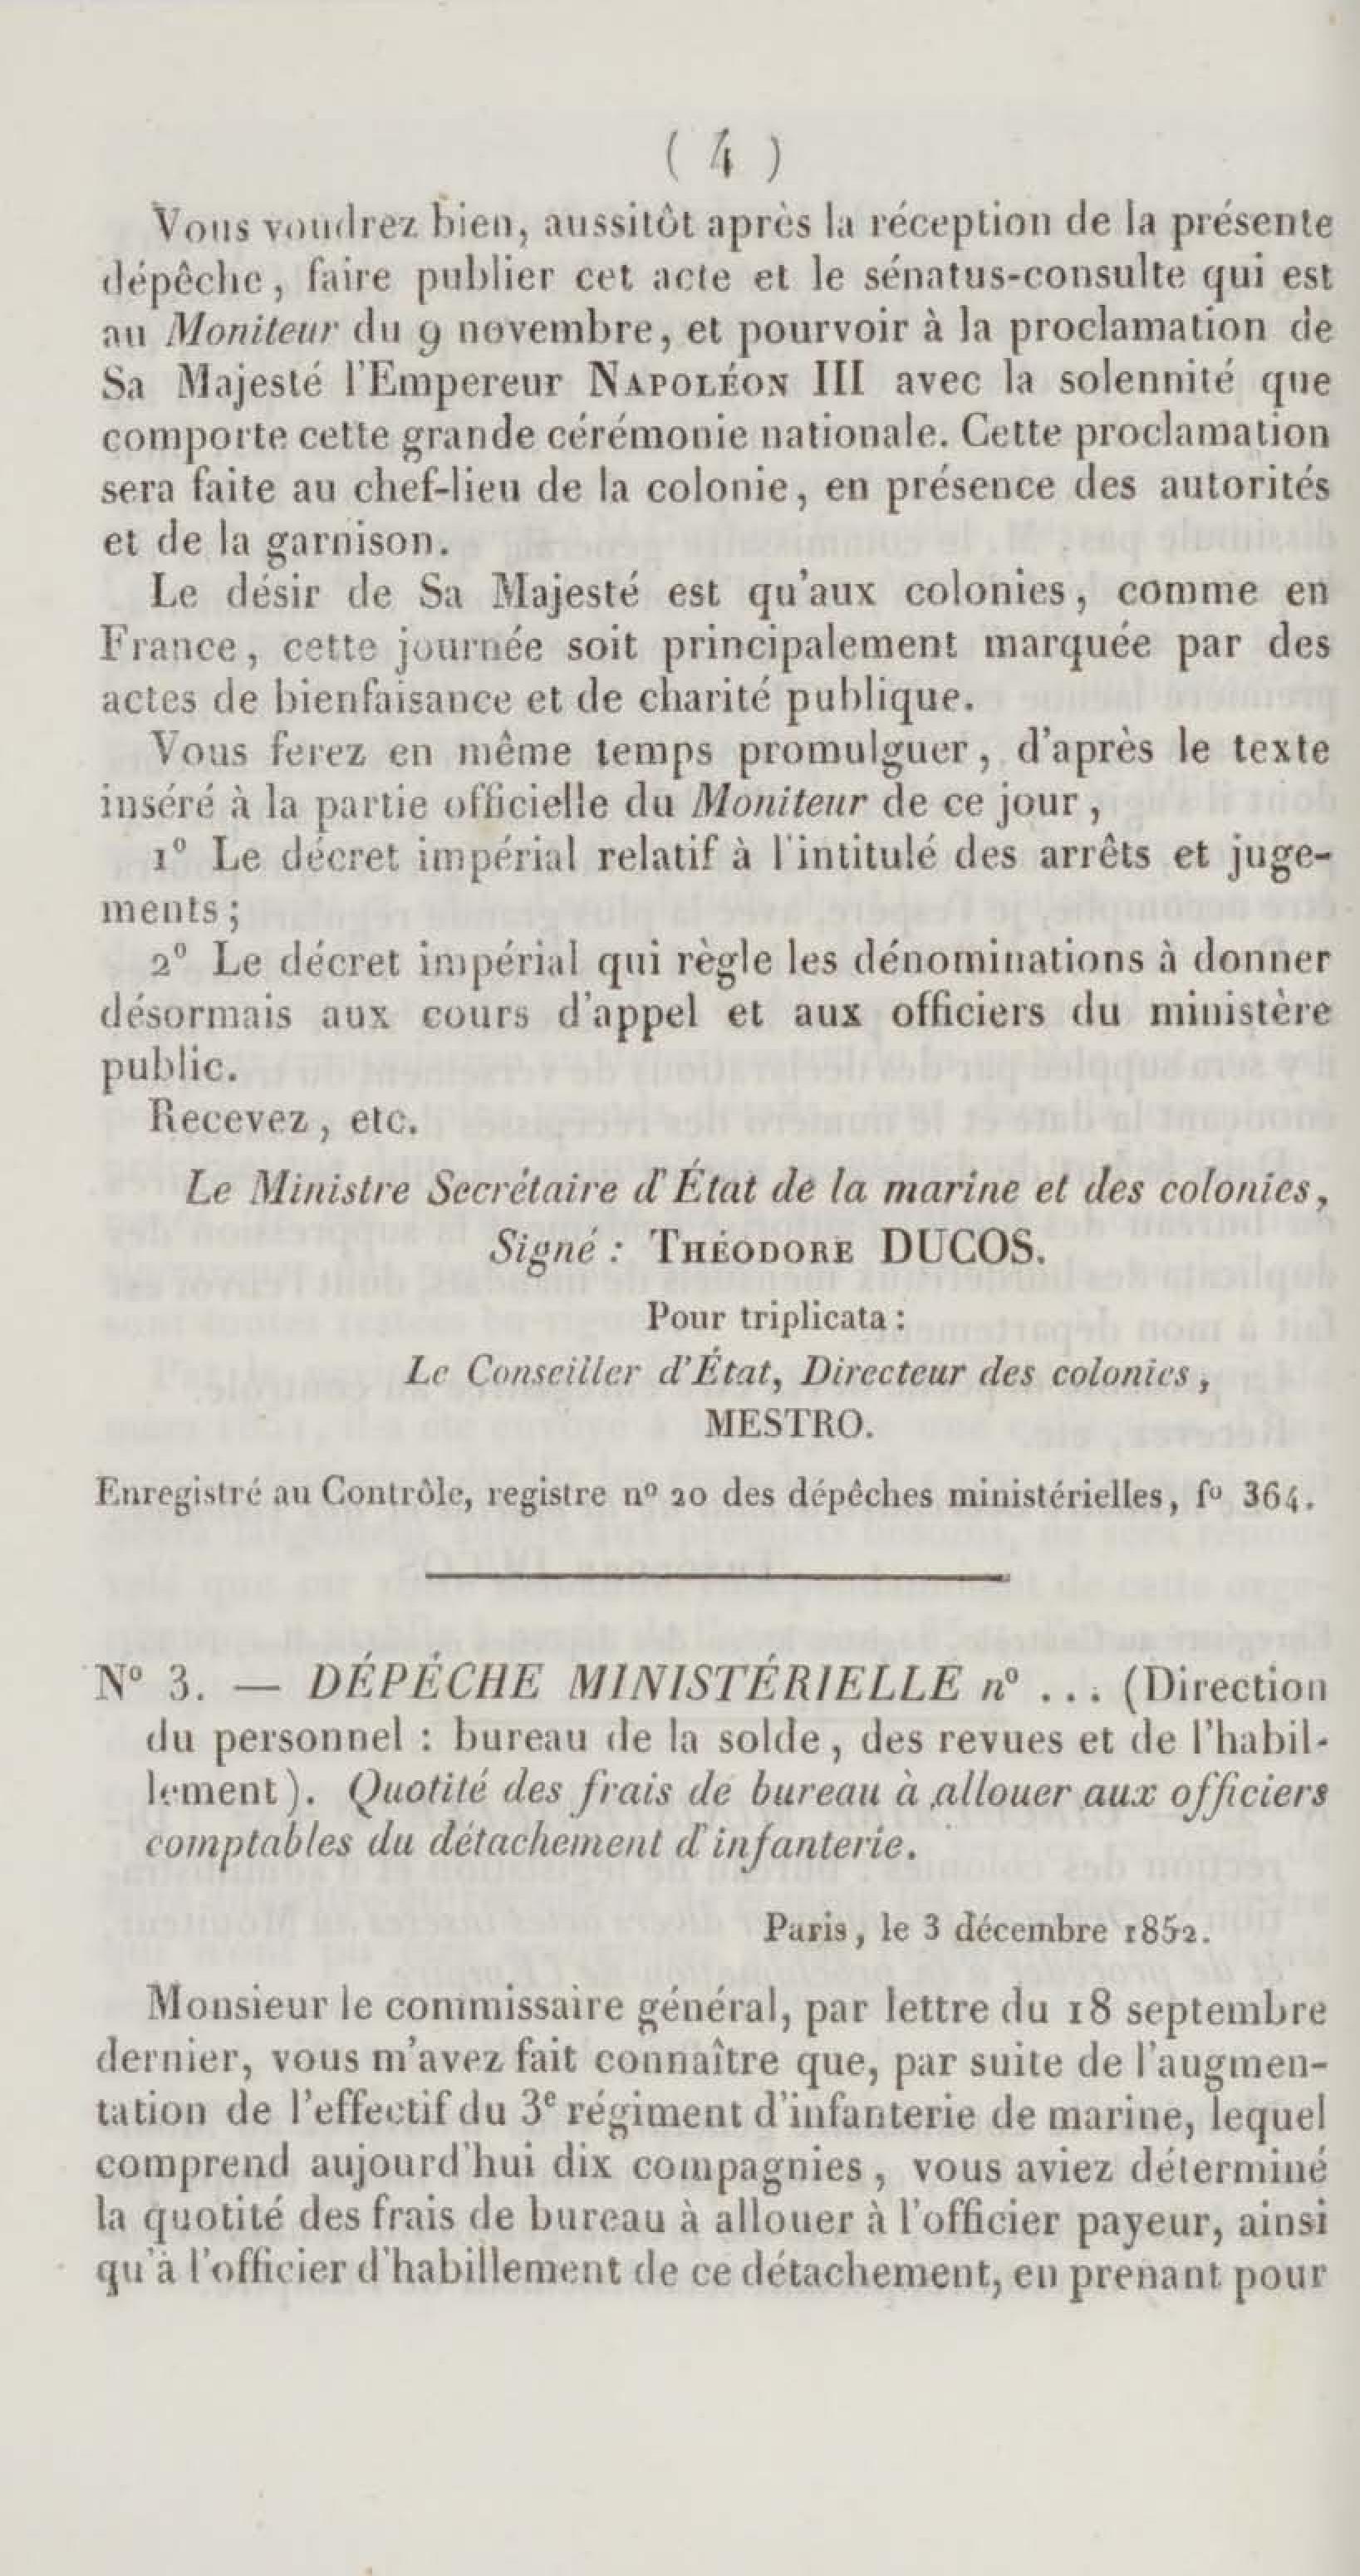 ( 4 )
Vous voudrez bien, aussitôt après la réception de la présente
dépêche, faire publier cet acte et le sénatus-consulte qui est
au Moniteur du 9 novembre, et pourvoir à la proclamation de
Sa Majesté l'Empereur NAPOLÉON III avec la solennité que
comporte cette grande cérémonie nationale. Cette proclamation
sera faite au chef-lieu de la colonie, en présence des autorités
et de la garnison.
Le désir de Sa Majesté est qu'aux colonies, comme en
France, cette journée soit principalement marquée par des
actes de bienfaisance et de charité publique.
Vous ferez en même temps promulguer, d'après le texte
inséré à la partie officielle du Moniteur de ce jour,
1° Le décret impérial relatif à l'intitulé des arrêts et juge-
ments;
2° Le décret impérial qui règle les dénominations à donner
désormais aux cours d'appel et aux officiers du ministère
public.
Recevez, etc.
Le Ministre Secrétaire d'État de la marine et des colonies,
Signé : THÉODORE DUCOS.
Pour triplicata :
Le Conseiller d'État, Directeur des colonies,
MESTRO.
Enregistré au Contrôle, registre n° 20 des dépêches ministérielles, f° 364.
N° 3. — DÉPÊCHE MINISTÉRIELLE n° ... (Direction
du personnel : bureau de la solde, des revues et de l'habil-
lement). Quotité des frais de bureau à allouer aux officiers
comptables du détachement d'infanterie.
Paris, le 3 décembre 1852.
Monsieur le commissaire général, par lettre du 18 septembre
dernier, vous m'avez fait connaître que, par suite de l'augmen-
tation de l'effectif du 3e régiment d'infanterie de marine, lequel
comprend aujourd'hui dix compagnies, vous aviez déterminé
la quotité des frais de bureau à allouer à l'officier payeur, ainsi
qu'à l'officier d'habillement de ce détachement, en prenant pour